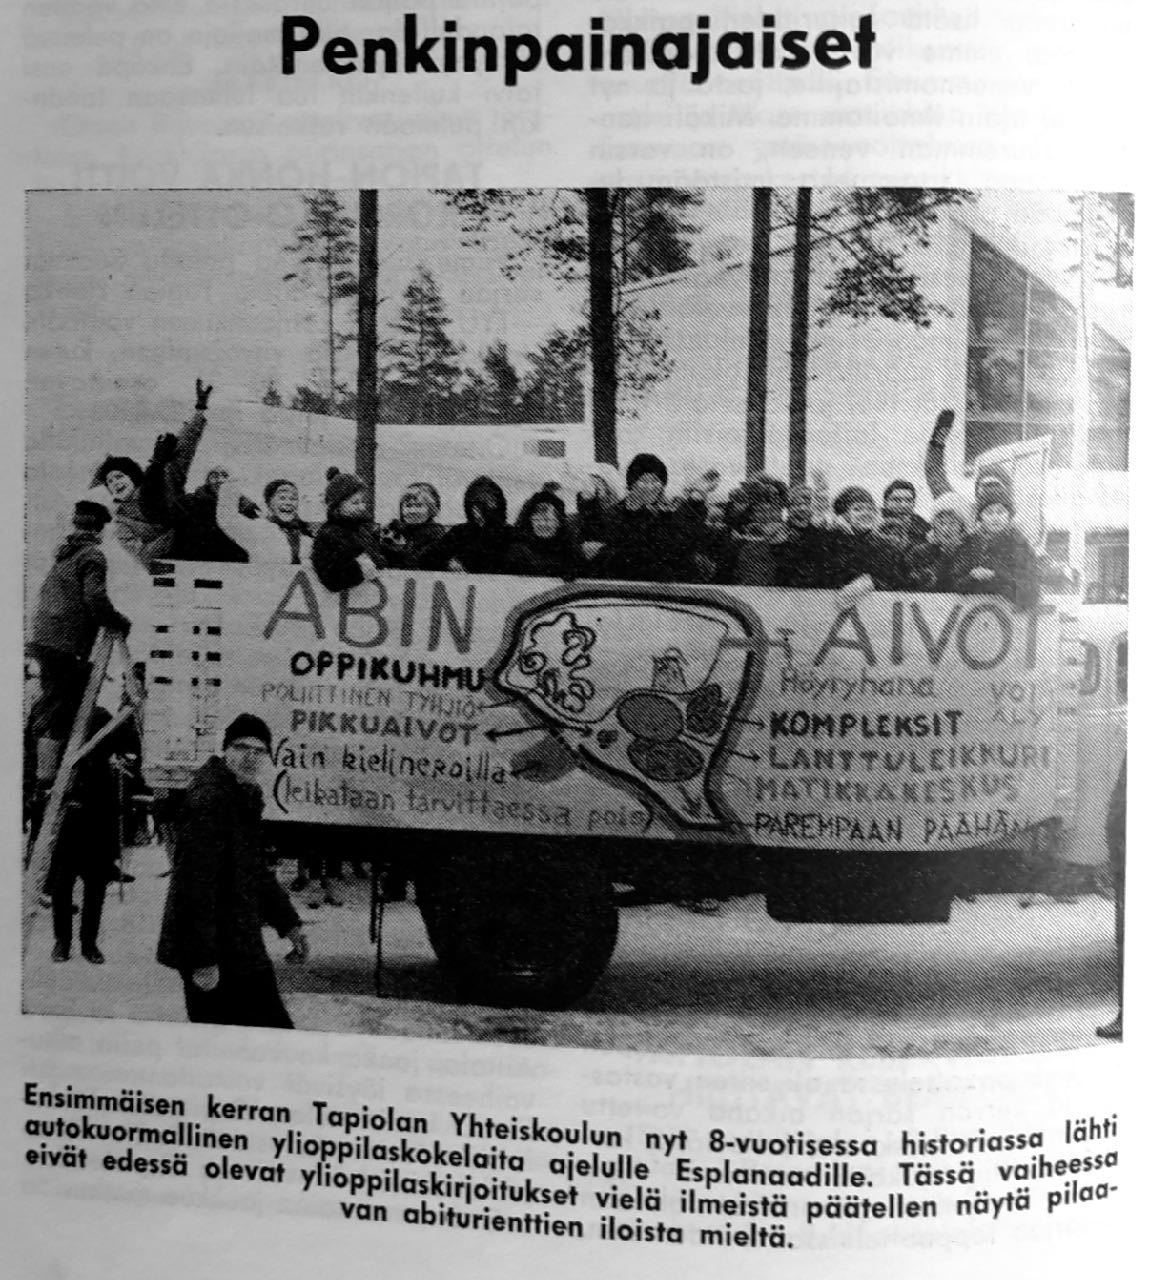 Penkinpainajaiset
ABIN AIVOT
OPPIKUHMU
POLIITTINEN TYHJIÖ
PIKKUAIVOT
Vain kielineroilla
(leikataan tarvittaessa pois)
Höyryhana
KOMPLEKSIT
LANTTULEIKKURI
MATIKKAKESKUS
PAREMPAAN PÄÄHÄN
Ensimmäisen kerran Tapiolan Yhteiskoulun nyt 8-vuotisessa historiassa lähti
autokuormallinen ylioppilaskokelaita ajelulle Esplanaadille. Tässä vaiheessa
eivät edessä olevat ylioppilaskirjoitukset vielä ilmeistä päätellen näytä pilaa-
van abiturienttien iloista mieltä.